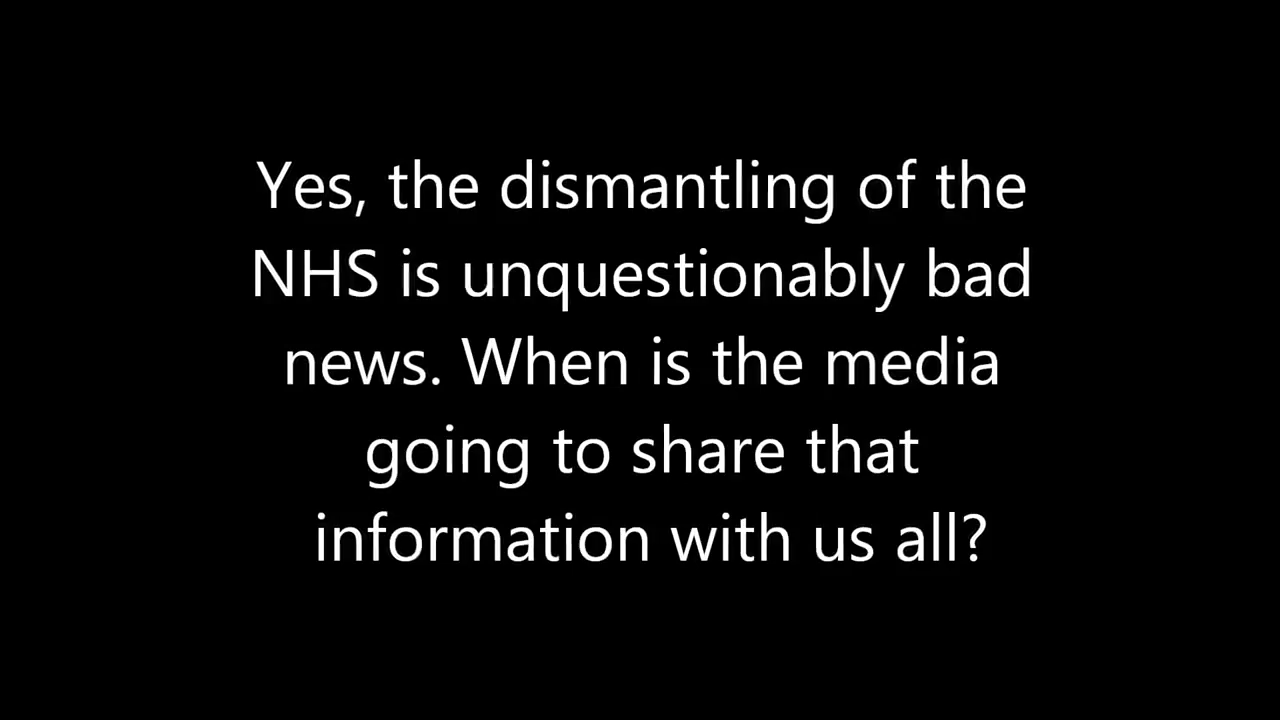 Yes, the dismantling of the
NHS is unquestionably bad
news. When is the media
going to share that
information with us all?